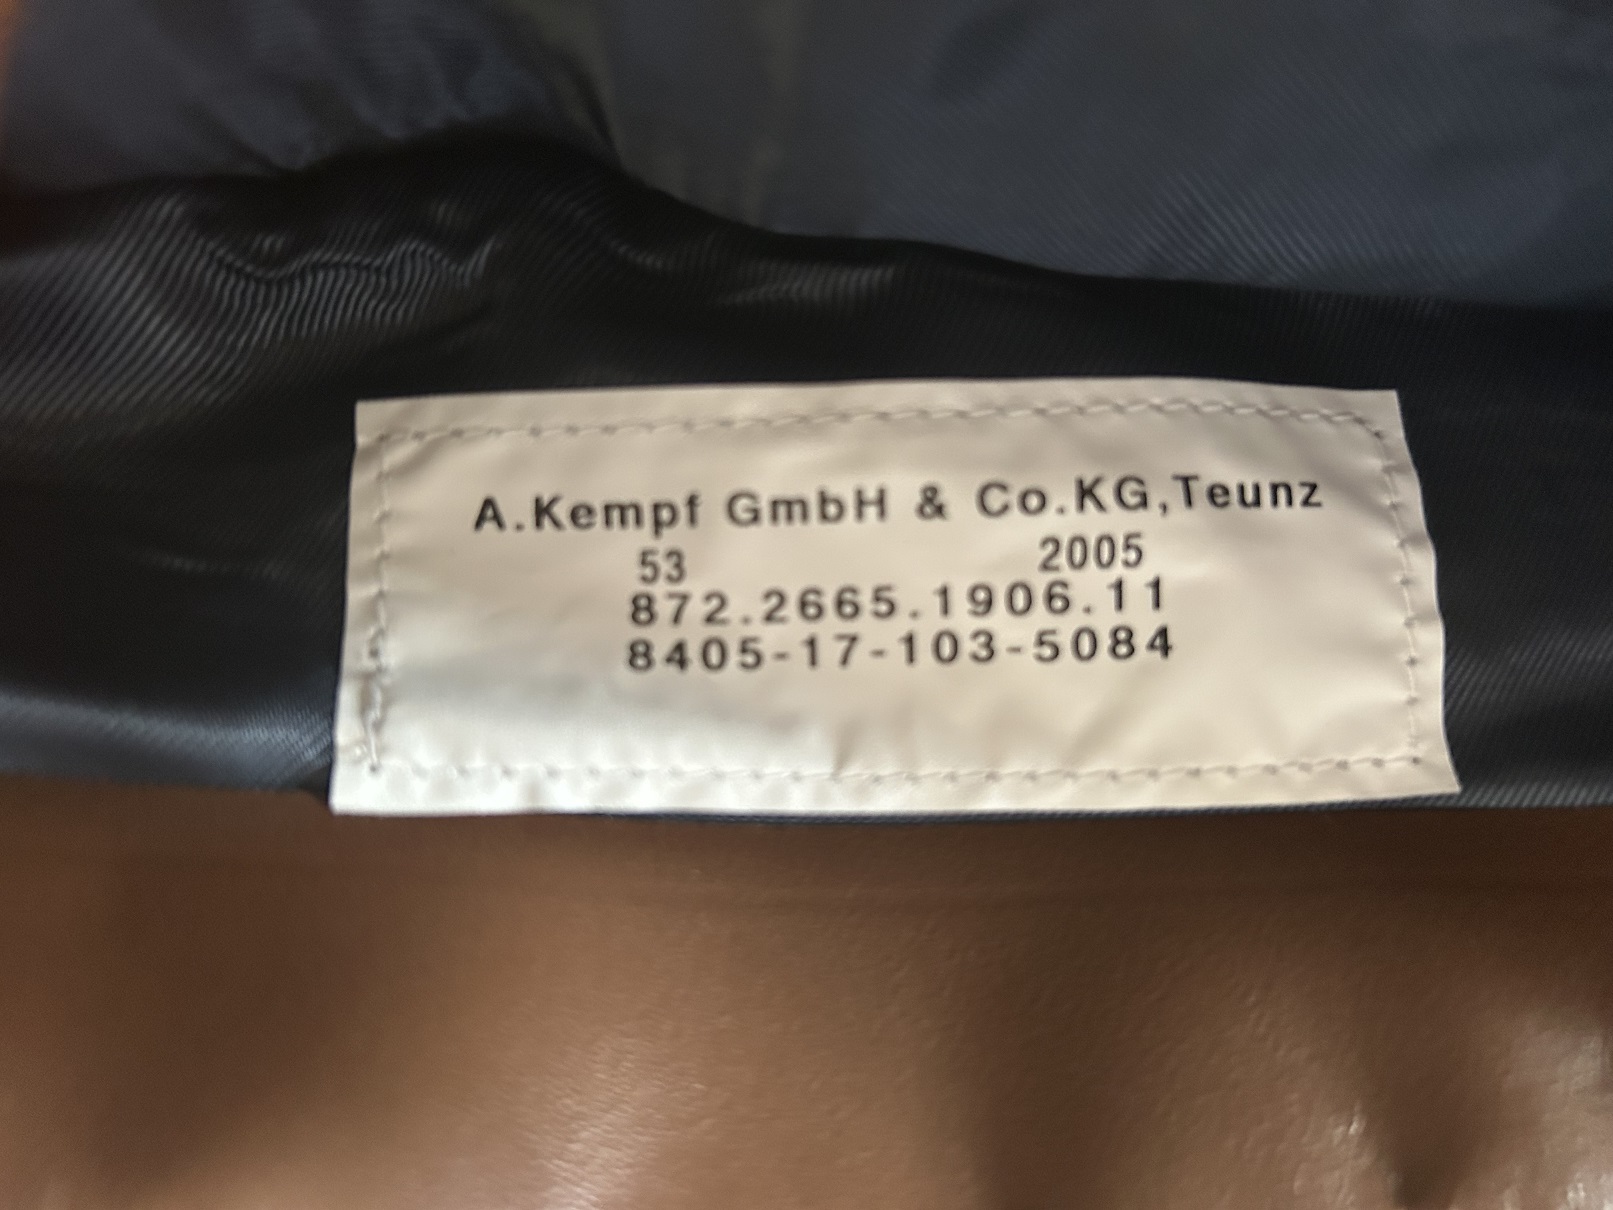 A.Kempf GmbH & Co.KG,Teunz
53 2005
872.2665.1906.11
8405-17-103-5084